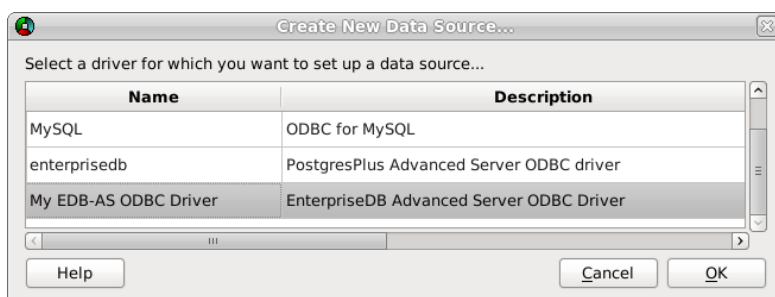 Create New Data Source...
Select a driver for which you want to set up a data source...
Name Description
MySQL ODBC for MySQL
enterprisedb PostgresPlus Advanced Server ODBC driver
My EDB-AS ODBC Driver EnterpriseDB Advanced Server ODBC Driver
Help Cancel OK